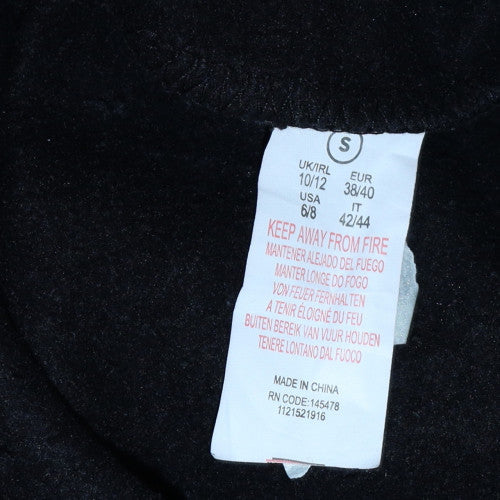 S
UK/IRL EUR
10/12 38/40
USA IT
6/8 42/44
KEEP AWAY FROM FIRE
MANTENER ALEJADO DEL FUEGO
MANTER LONGE DO FOGO
VON FEUER FERNHALTEN
A TENIR ÉLOIGNÉ DU FEU
BUITEN BEREIK VAN VUUR HOUDEN
TENERE LONTANO DAL FUOCO
MADE IN CHINA
RN CODE:145478
1121521916